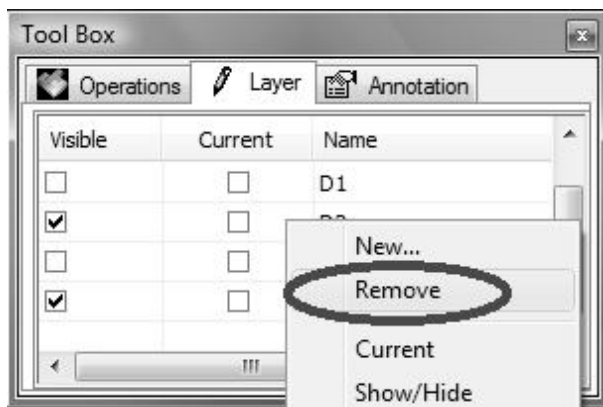 Tool Box
Operations Layer Annotation
Visible Current Name
D1
New...
Remove
Current
Show/Hide